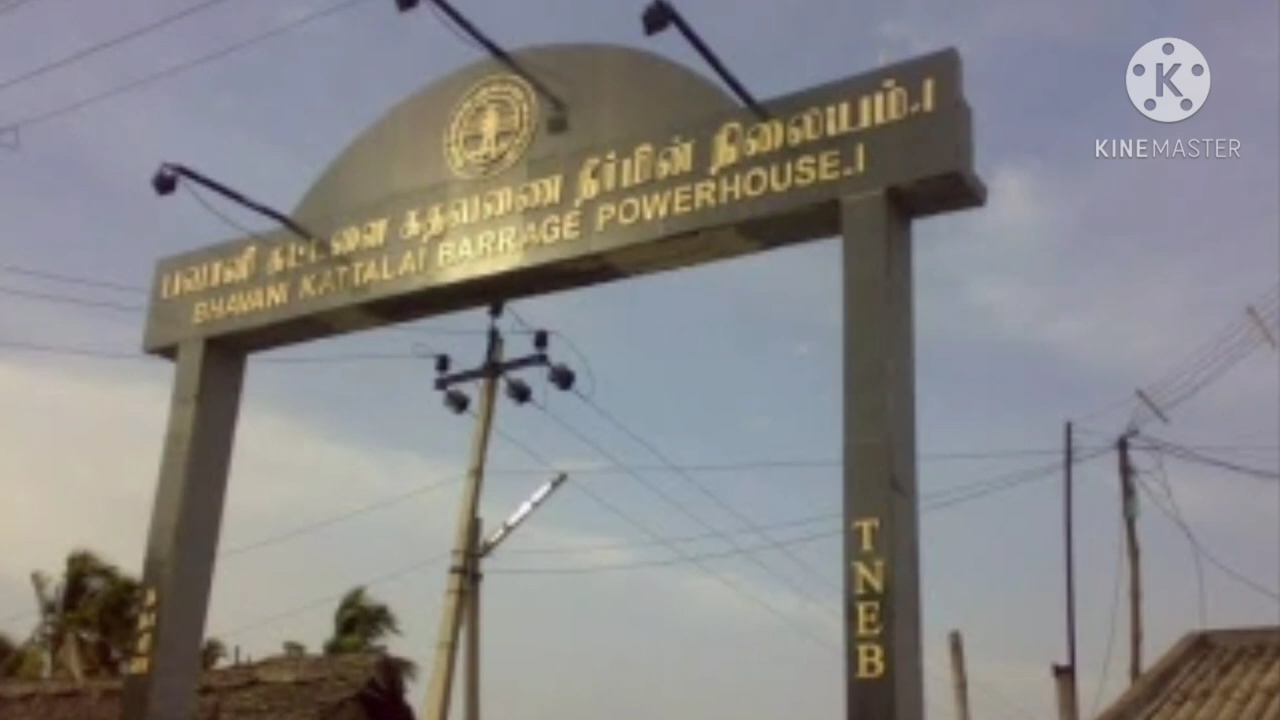 பவானி கட்டளை கதவணை நீர்மின் நிலையம்.I
BHAVANI KATTALAI BARRAGE POWERHOUSE.I
TNEB
K
KINEMASTER